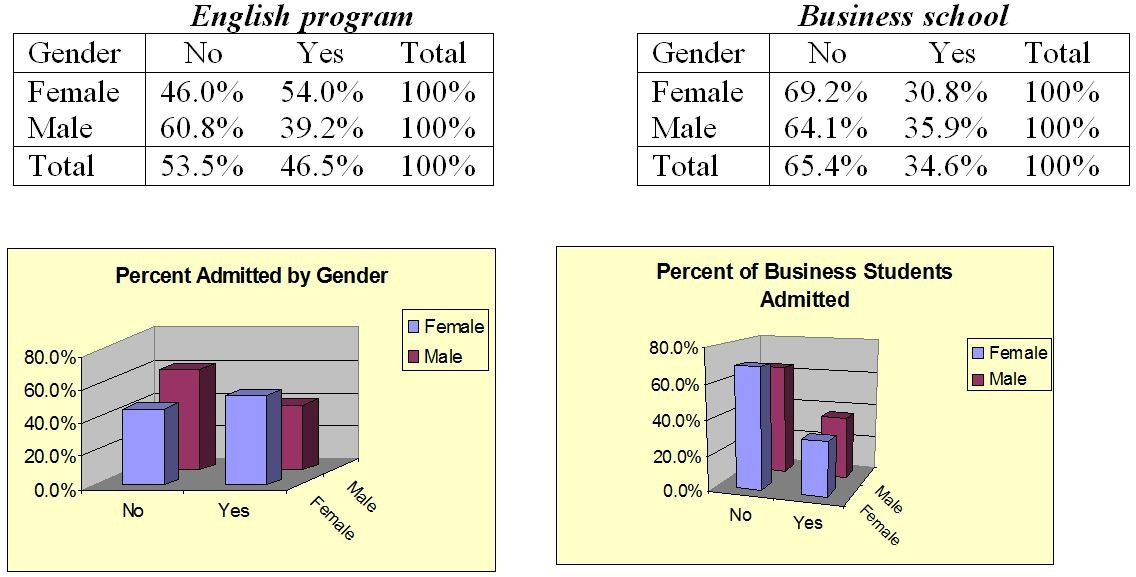 English program
Gender No Yes Total
Female 46.0% 54.0% 100%
Male 60.8% 39.2% 100%
Total 53.5% 46.5% 100%
Business school
Gender No Yes Total
Female 69.2% 30.8% 100%
Male 64.1% 35.9% 100%
Total 65.4% 34.6% 100%
Percent Admitted by Gender
Female
Male
80.0%
60.0%
40.0%
20.0%
0.0%
No Yes
Female
Male
Percent of Business Students
Admitted
Female
Male
80.0%
60.0%
40.0%
20.0%
0.0%
No Yes
Female
Male